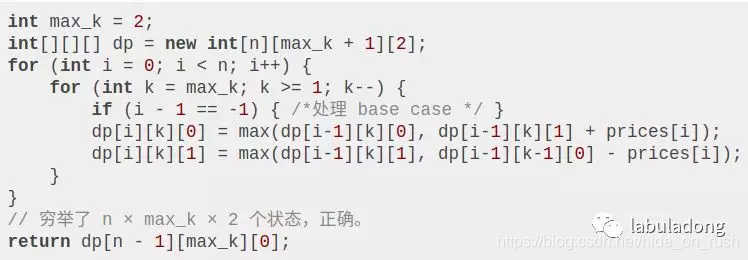 int max_k = 2;
int[][][] dp = new int[n][max_k + 1][2];
for (int i = 0; i < n; i++) {
    for (int k = max_k; k >= 1; k--) {
        if (i - 1 == -1) { /*处理 base case */ }
        dp[i][k][0] = max(dp[i-1][k][0], dp[i-1][k][1] + prices[i]);
        dp[i][k][1] = max(dp[i-1][k][1], dp[i-1][k-1][0] - prices[i]);
    }
}
// 穷举了 n × max_k × 2 个状态，正确。
return dp[n - 1][max_k][0];
labuladong
https://blog.csdn.net/hide_on_rush